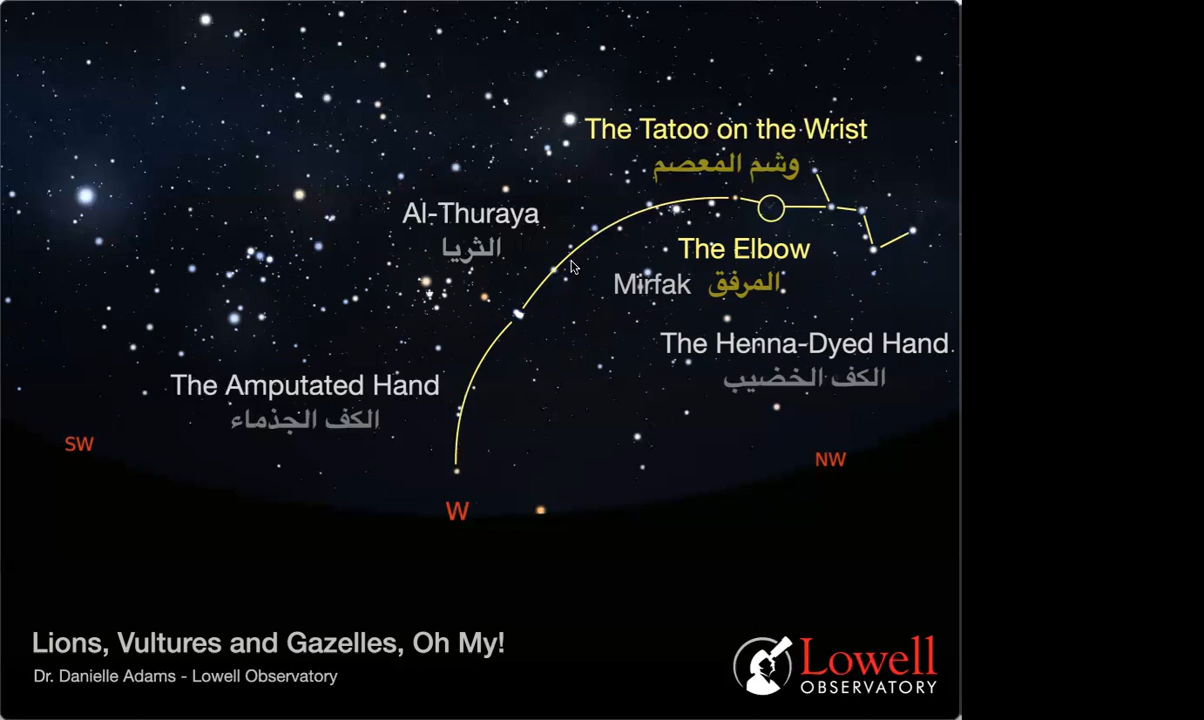 The Tatoo on the Wrist
وشم المعصم
Al-Thuraya
الثريا
The Elbow
Mirfak المرفق
The Henna-Dyed Hand
الكف الخضيب
The Amputated Hand
الكف الجذماء
SW
NW
W
Lions, Vultures and Gazelles, Oh My!
Dr. Danielle Adams - Lowell Observatory
Lowell
OBSERVATORY